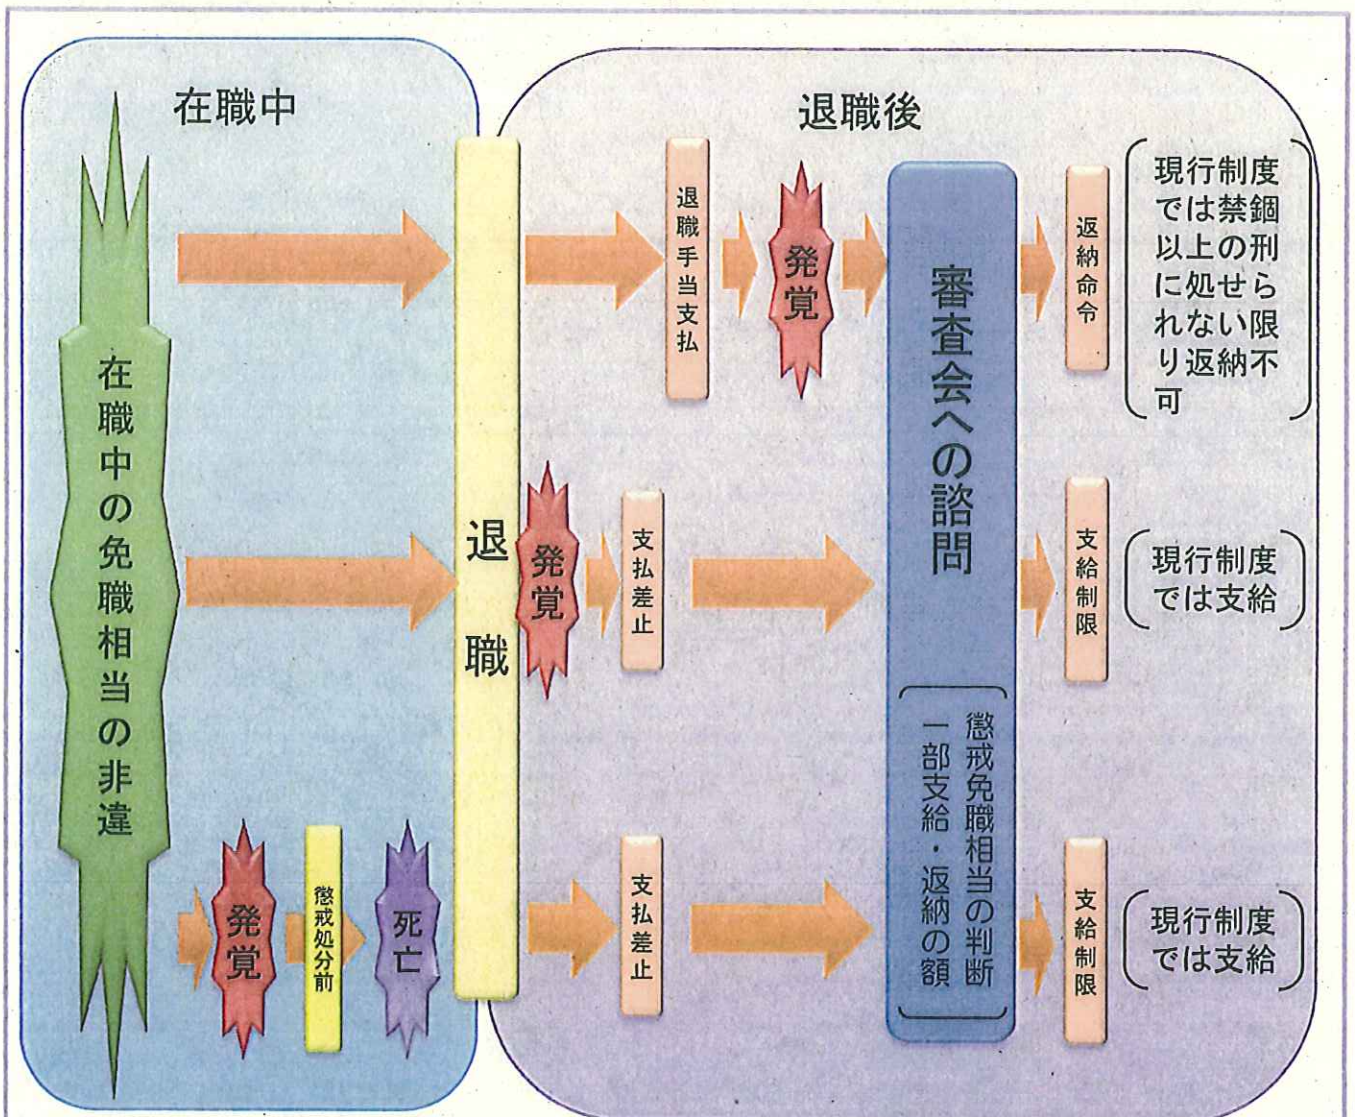 在職中
退職後
在職中の免職相当の非違
退職
退職手当支払
発覚
審査会への諮問
懲戒免職相当の判断
一部支給・返納の額
返納命令
現行制度
では禁錮
以上の刑
に処せら
れない限
り返納不
可
発覚
支払差止
支給制限
現行制度
では支給
発覚
懲戒処分前
死亡
支払差止
支給制限
現行制度
では支給